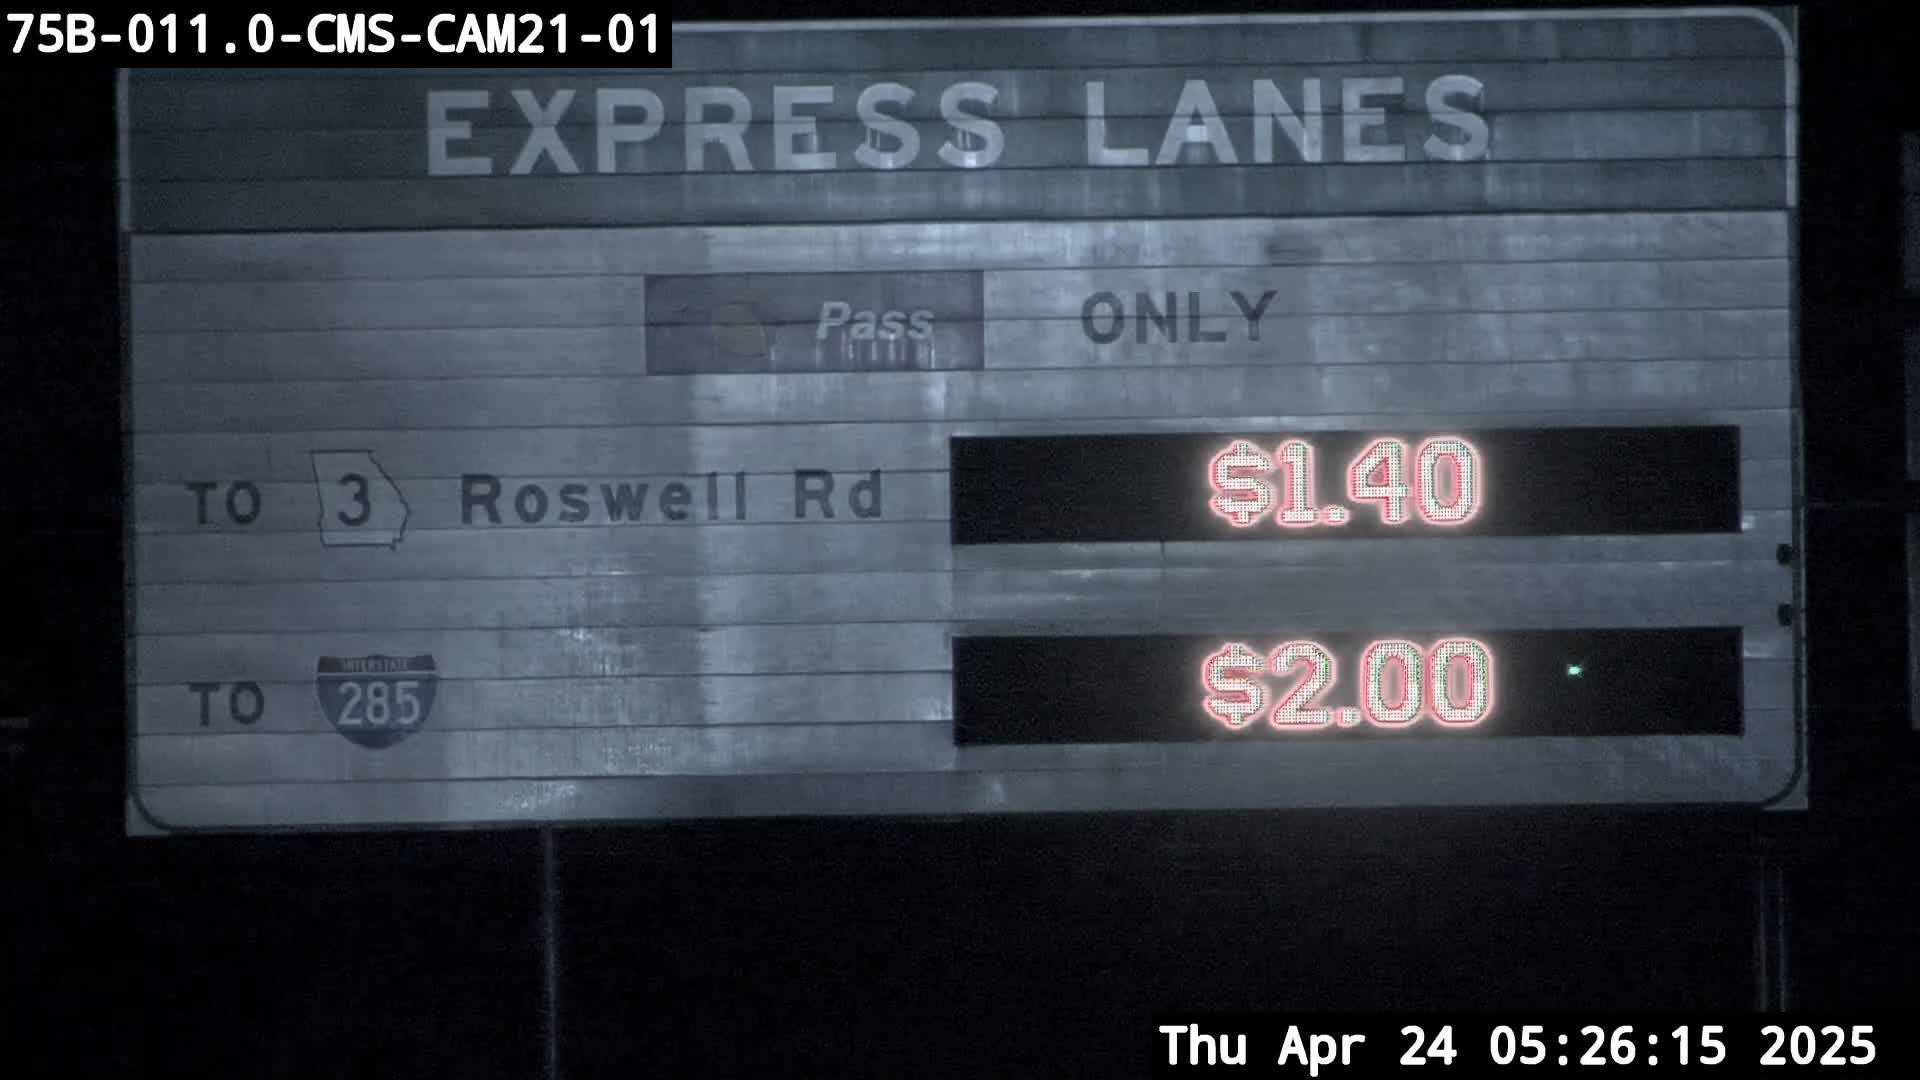 75B-011.0-CMS-CAM21-01
EXPRESS LANES
Pass ONLY
TO 3 Roswell Rd $1.40
INTERSTATE
TO 285 $2.00
Thu Apr 24 05:26:15 2025